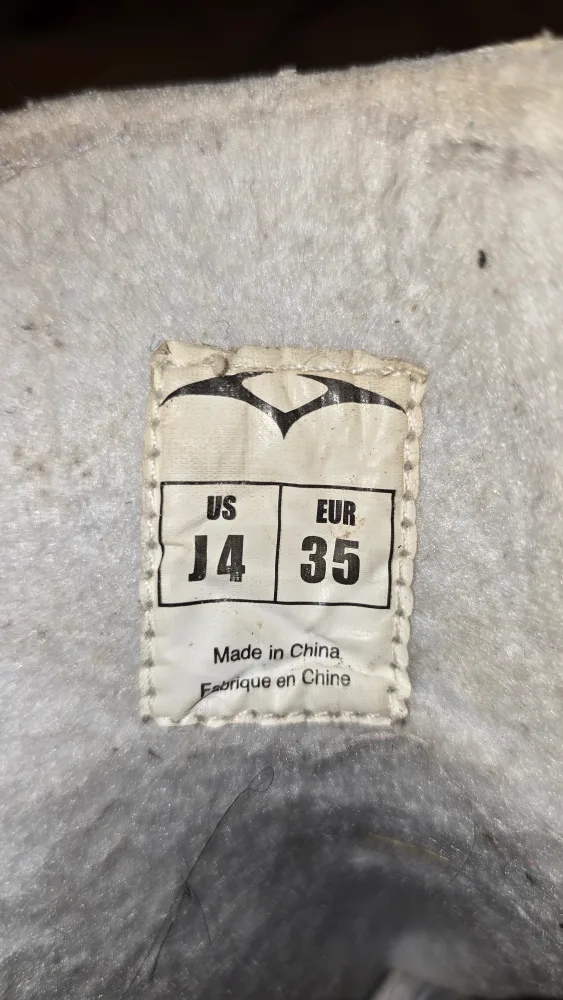 US EUR
J4 35
Made in China
Fabrique en Chine